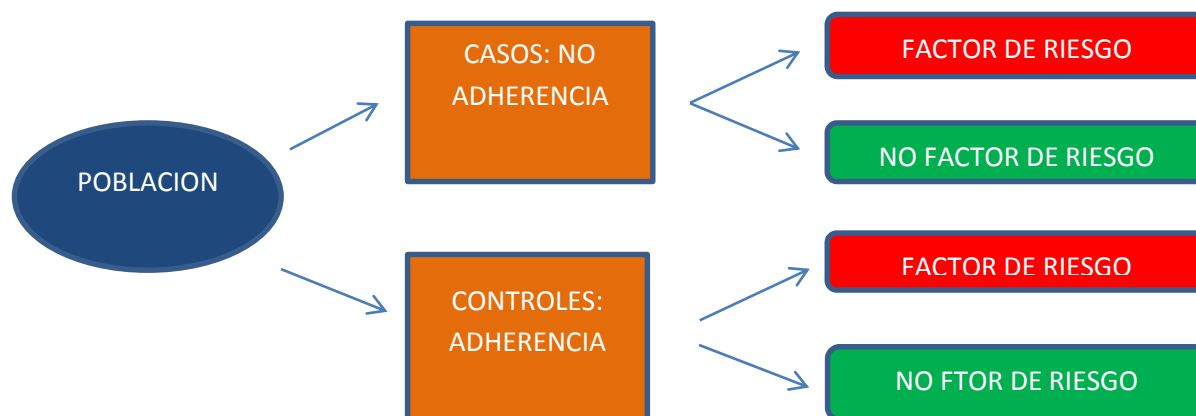 POBLACION
CASOS: NO
ADHERENCIA
FACTOR DE RIESGO
NO FACTOR DE RIESGO
CONTROLES:
ADHERENCIA
FACTOR DE RIESGO
NO FTOR DE RIESGO